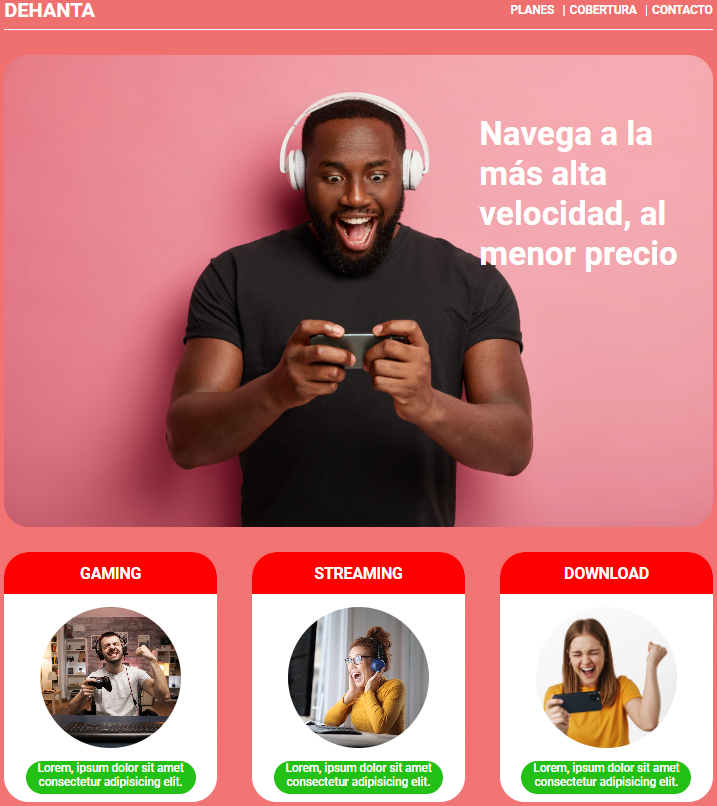 DEHANTA
PLANES | COBERTURA | CONTACTO
Navega a la
más alta
velocidad, al
menor precio
GAMING
STREAMING
DOWNLOAD
Lorem, ipsum dolor sit amet
consectetur adipisicing elit.
Lorem, ipsum dolor sit amet
consectetur adipisicing elit.
Lorem, ipsum dolor sit amet
consectetur adipisicing elit.